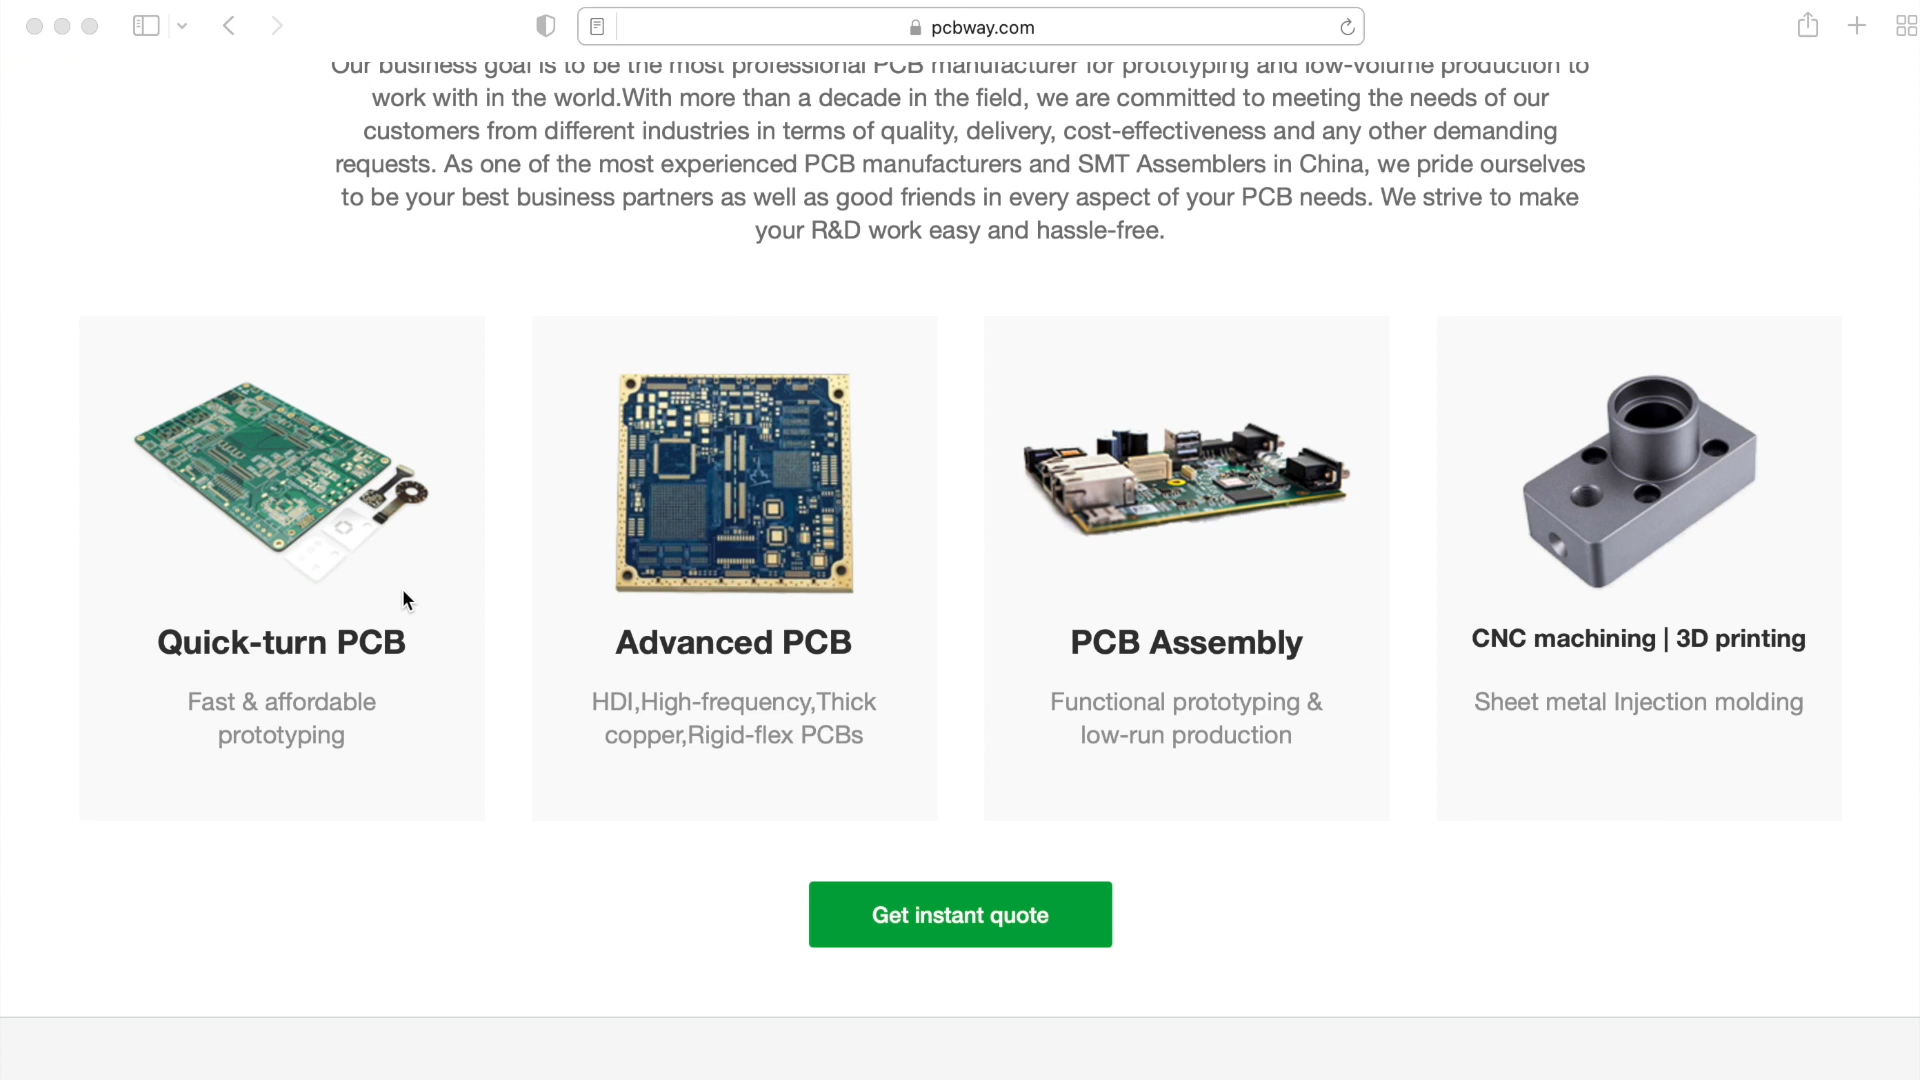 pcbway.com
Our business goal is to be the most professional PCB manufacturer for prototyping and low-volume production to
work with in the world.With more than a decade in the field, we are committed to meeting the needs of our
customers from different industries in terms of quality, delivery, cost-effectiveness and any other demanding
requests. As one of the most experienced PCB manufacturers and SMT Assemblers in China, we pride ourselves
to be your best business partners as well as good friends in every aspect of your PCB needs. We strive to make
your R&D work easy and hassle-free.
Quick-turn PCB
Fast & affordable
prototyping
Advanced PCB
HDI,High-frequency,Thick
copper,Rigid-flex PCBs
PCB Assembly
Functional prototyping &
low-run production
CNC machining | 3D printing
Sheet metal Injection molding
Get instant quote